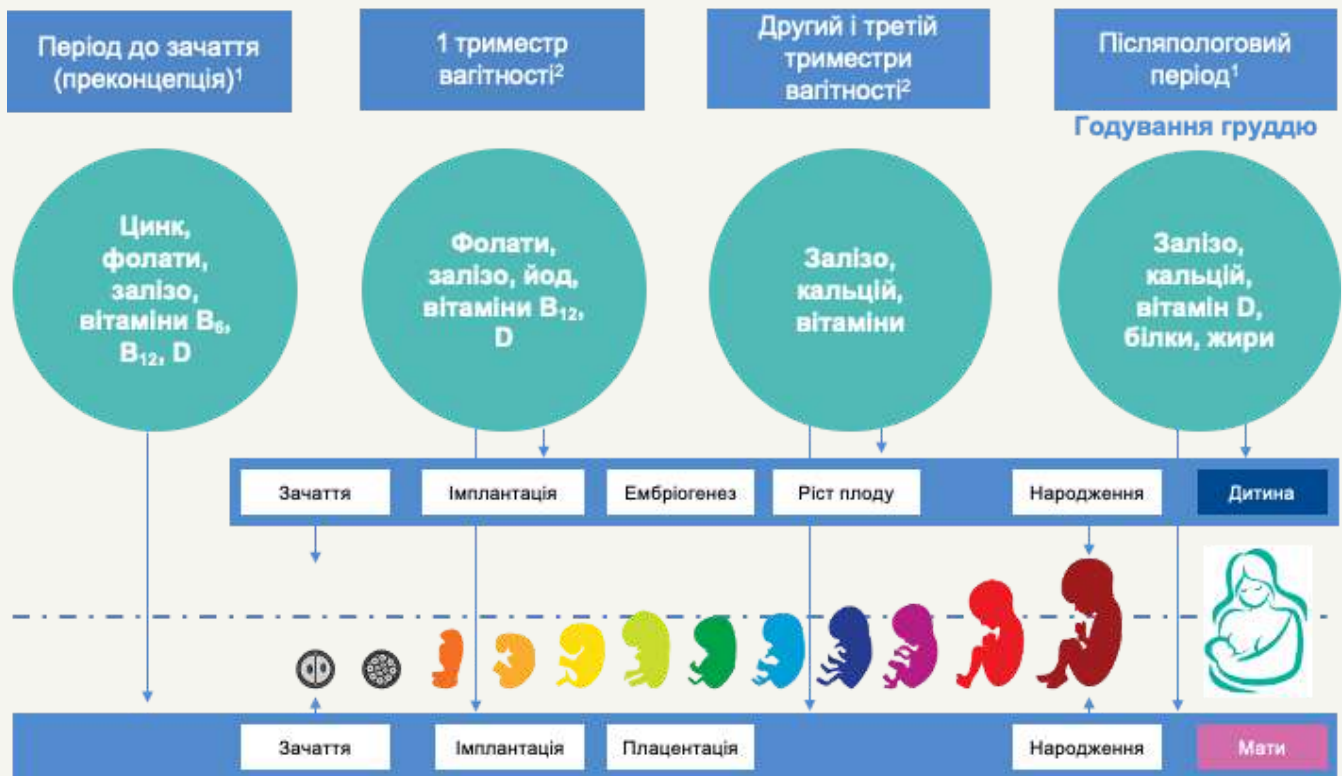 Період до зачаття
(преконцепція)¹
1 триместр
вагітності²
Другий і третій
триместри
вагітності²
Післяпологовий
період¹
Годування груддю
Цинк,
фолати,
залізо,
вітаміни B₆,
B₁₂, D
Фолати,
залізо, йод,
вітаміни B₁₂,
D
Залізо,
кальцій,
вітаміни
Залізо,
кальцій,
вітамін D,
білки, жири
Зачаття
Імплантація
Ембріогенез
Ріст плоду
Народження
Дитина
Зачаття
Імплантація
Плацентація
Народження
Мати